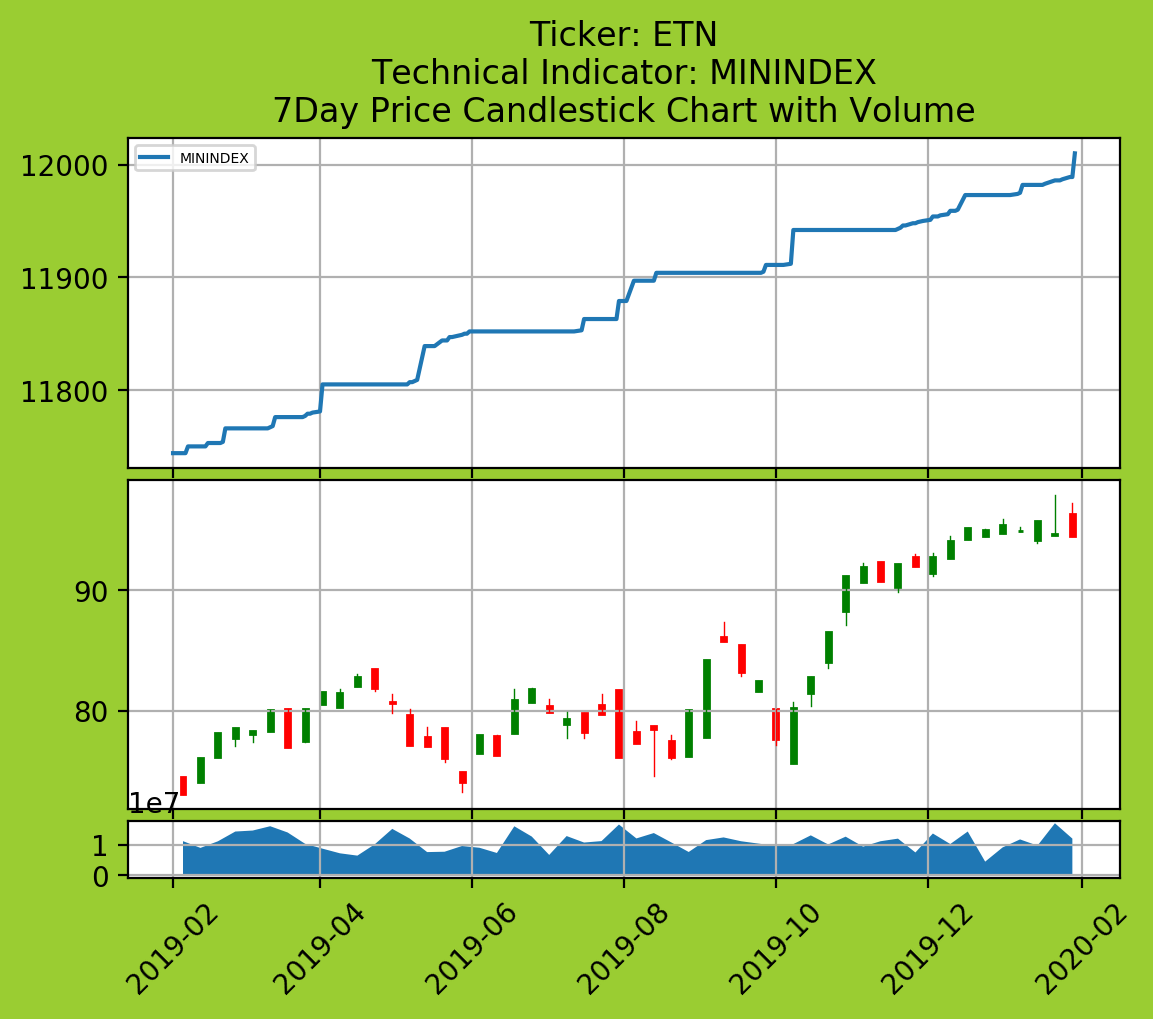 Ticker: ETN
Technical Indicator: MININDEX
7Day Price Candlestick Chart with Volume
MININDEX
12000
11900
11800
90
80
1e7
1
0
2019-02
2019-04
2019-06
2019-08
2019-10
2019-12
2020-02